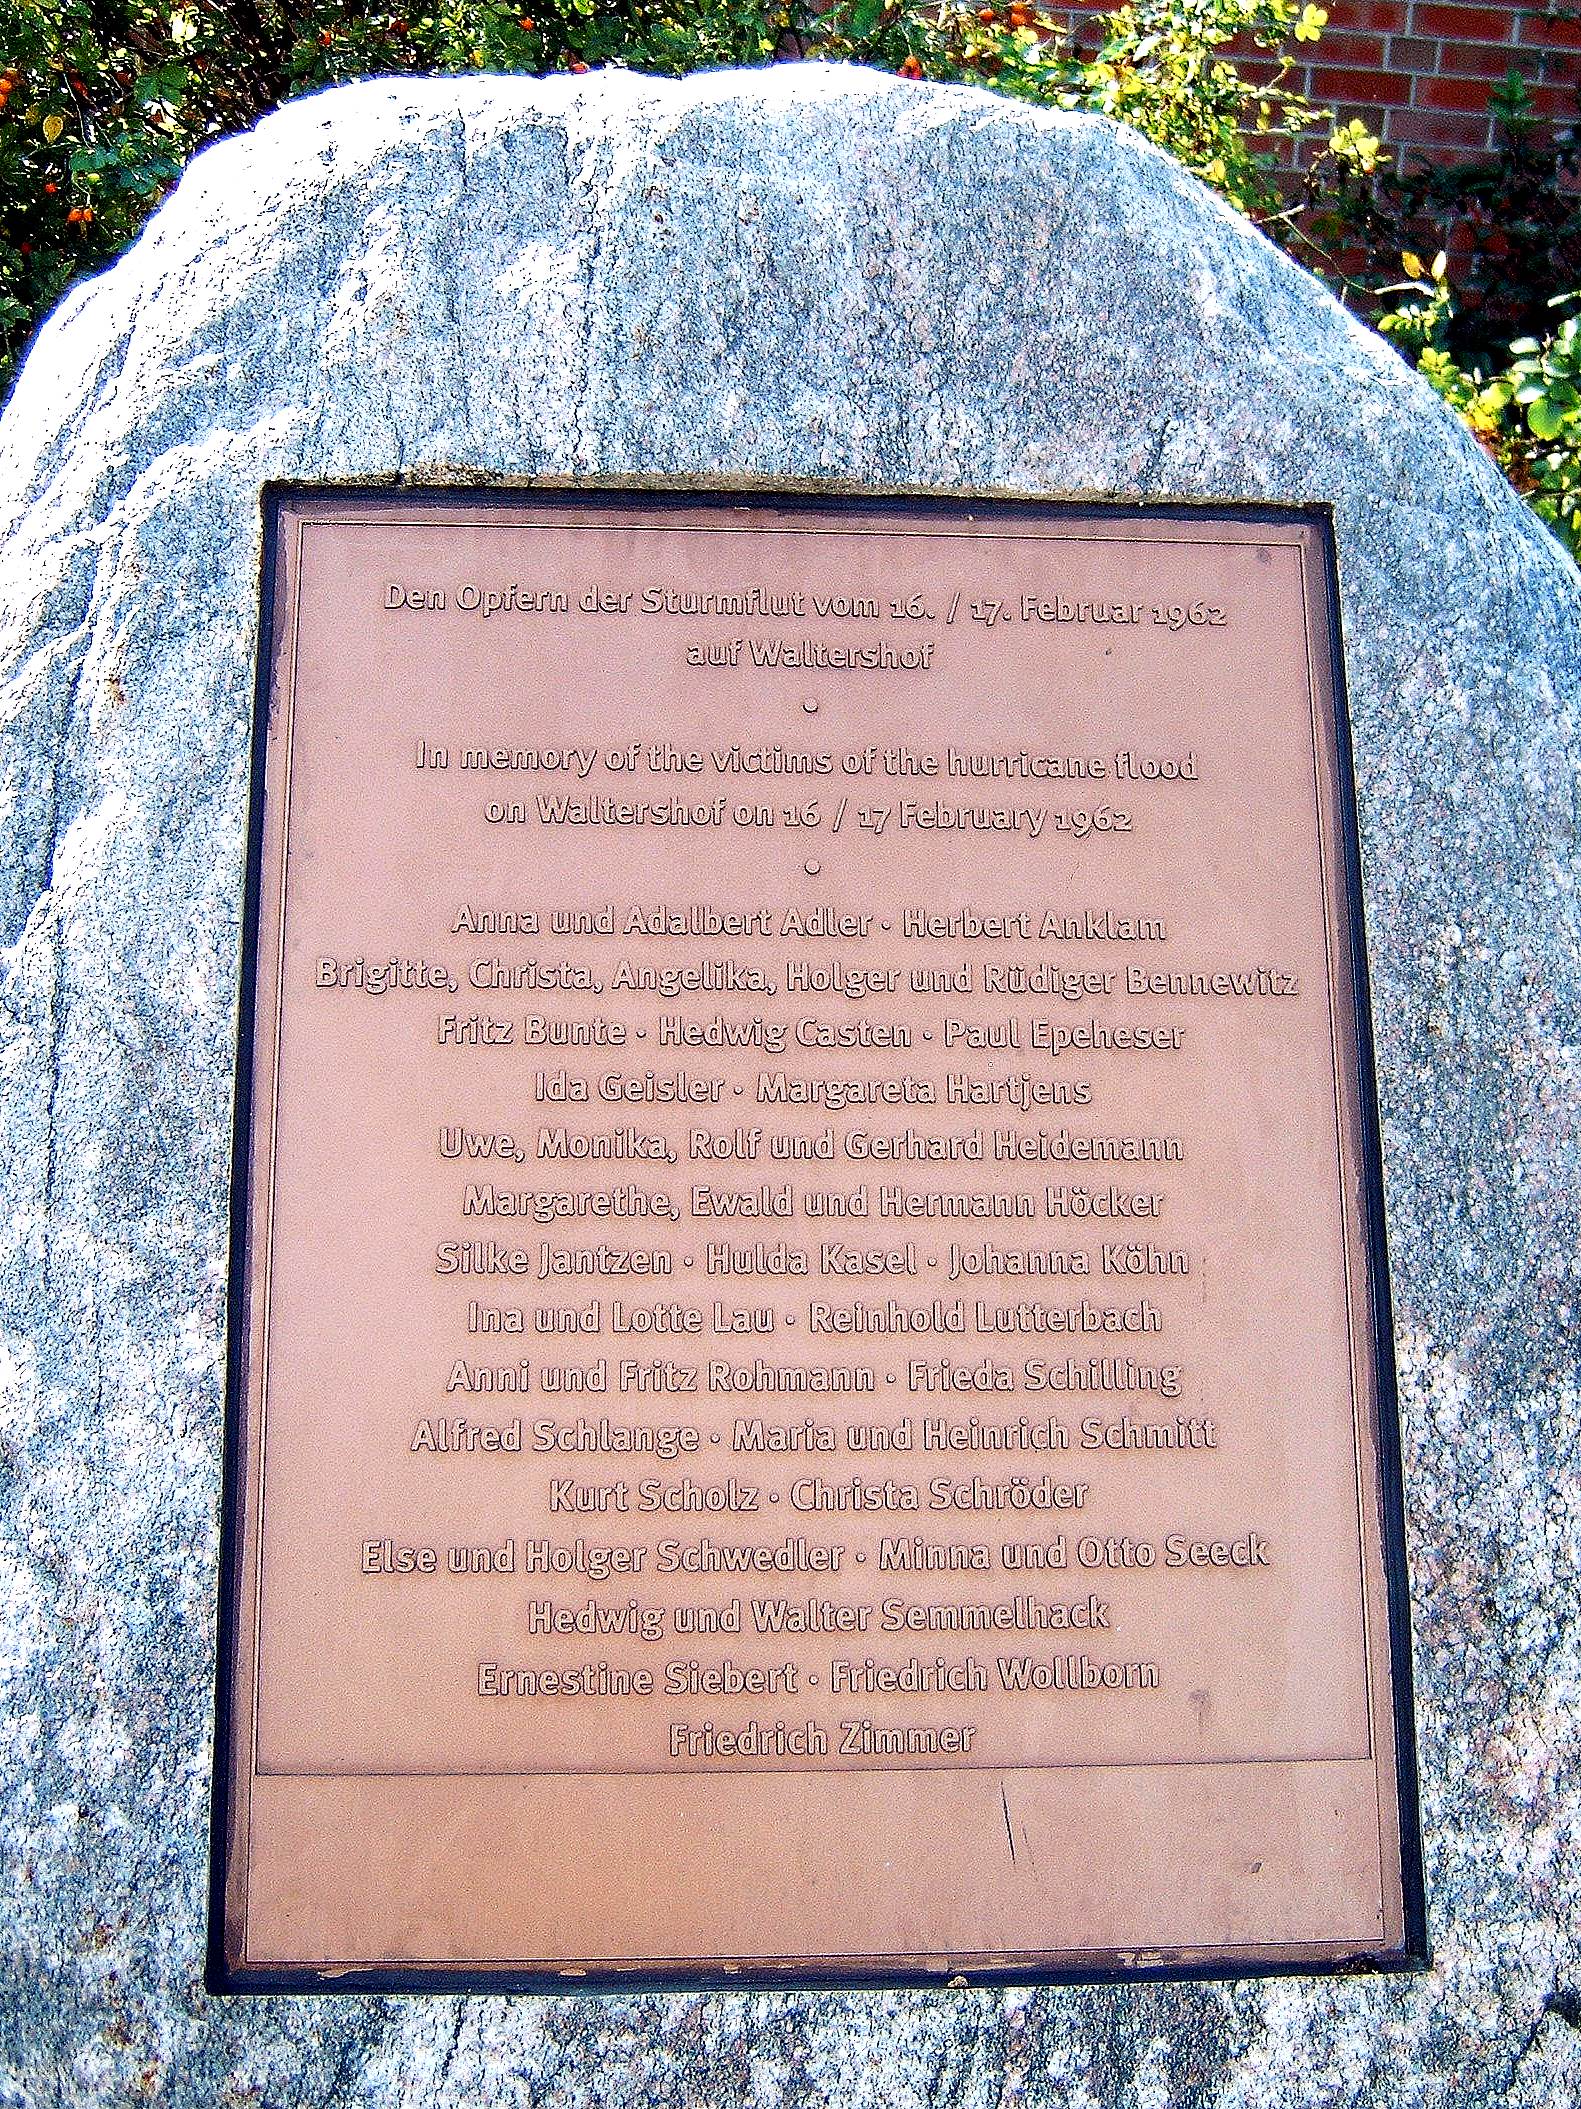 Den Opfern der Sturmflut vom 16. / 17. Februar 1962
auf Waltershof
In memory of the victims of the hurricane flood
on Waltershof on 16 / 17 February 1962
Anna und Adalbert Adler · Herbert Anklam
Brigitte, Christa, Angelika, Holger und Rüdiger Bennewitz
Fritz Bunte · Hedwig Casten · Paul Epeheser
Ida Geisler · Margareta Hartjens
Uwe, Monika, Rolf und Gerhard Heidemann
Margarethe, Ewald und Hermann Höcker
Silke Jantzen · Hulda Kasel · Johanna Köhn
Ina und Lotte Lau · Reinhold Lutterbach
Anni und Fritz Rohmann · Frieda Schilling
Alfred Schlange · Maria und Heinrich Schmitt
Kurt Scholz · Christa Schröder
Else und Holger Schwedler · Minna und Otto Seeck
Hedwig und Walter Semmelhack
Ernestine Siebert · Friedrich Wollborn
Friedrich Zimmer